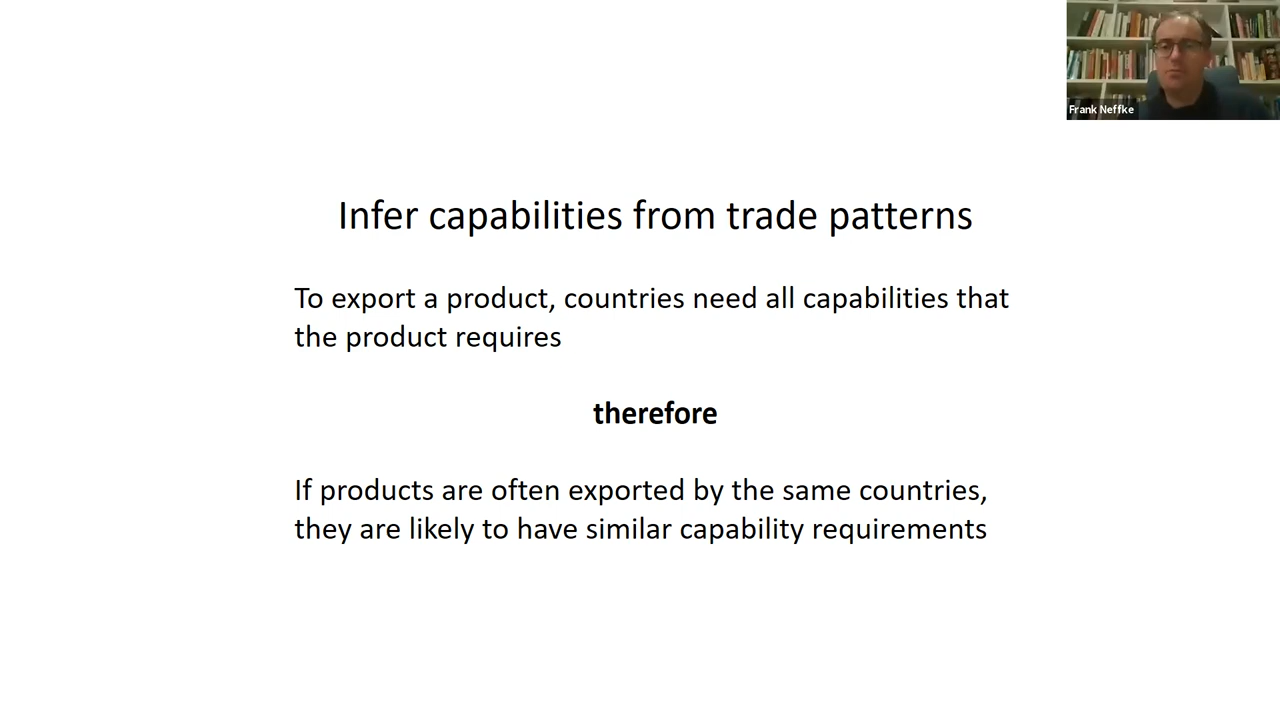 Frank Neffke
Infer capabilities from trade patterns
To export a product, countries need all capabilities that
the product requires
therefore
If products are often exported by the same countries,
they are likely to have similar capability requirements